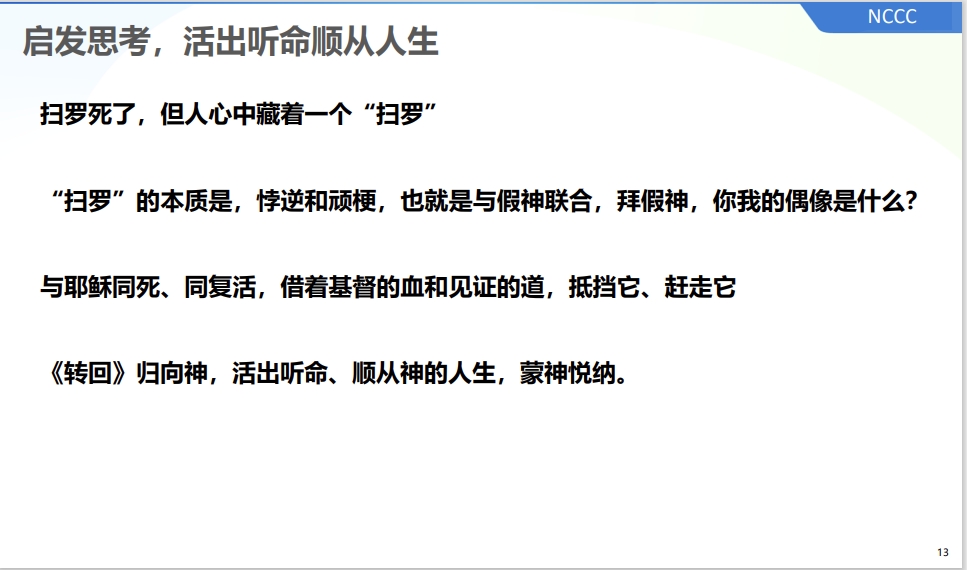 NCCC
启发思考，活出听命顺从人生
扫罗死了，但人心中藏着一个“扫罗”
“扫罗”的本质是，悖逆和顽梗，也就是与假神联合，拜假神，你我的偶像是什么？
与耶稣同死、同复活，借着基督的血和见证的道，抵挡它、赶走它
《转回》归向神，活出听命、顺从神的人生，蒙神悦纳。
13